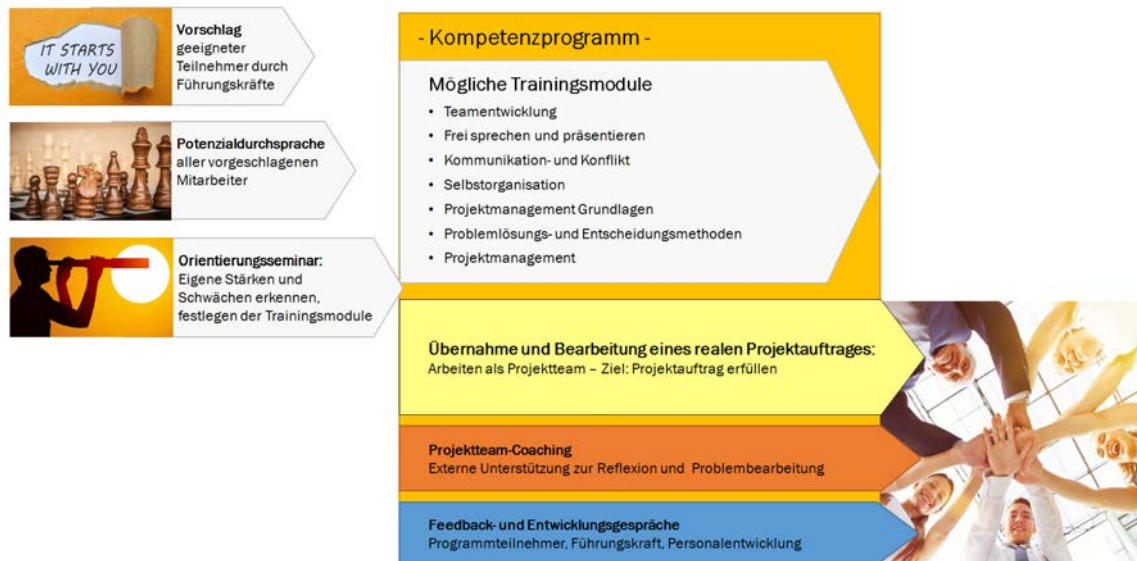 IT STARTS
WITH YOU
Vorschlag
geeigneter
Teilnehmer durch
Führungskräfte
Potenzialdurchsprache
aller vorgeschlagenen
Mitarbeiter
Orientierungsseminar:
Eigene Stärken und
Schwächen erkennen,
festlegen der Trainingsmodule
- Kompetenzprogramm -
Mögliche Trainingsmodule
• Teamentwicklung
• Frei sprechen und präsentieren
• Kommunikation- und Konflikt
• Selbstorganisation
• Projektmanagement Grundlagen
• Problemlösungs- und Entscheidungsmethoden
• Projektmanagement
Übernahme und Bearbeitung eines realen Projektauftrages:
Arbeiten als Projektteam – Ziel: Projektauftrag erfüllen
Projektteam-Coaching
Externe Unterstützung zur Reflexion und Problembearbeitung
Feedback- und Entwicklungsgespräche
Programmteilnehmer, Führungskraft, Personalentwicklung